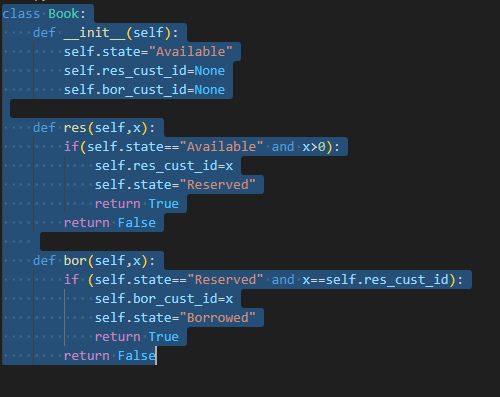 class Book:
    def __init__(self):
        self.state="Available"
        self.res_cust_id=None
        self.bor_cust_id=None

    def res(self,x):
        if(self.state=="Available" and x>0):
            self.res_cust_id=x
            self.state="Reserved"
            return True
        return False

    def bor(self,x):
        if (self.state=="Reserved" and x==self.res_cust_id):
            self.bor_cust_id=x
            self.state="Borrowed"
            return True
        return False